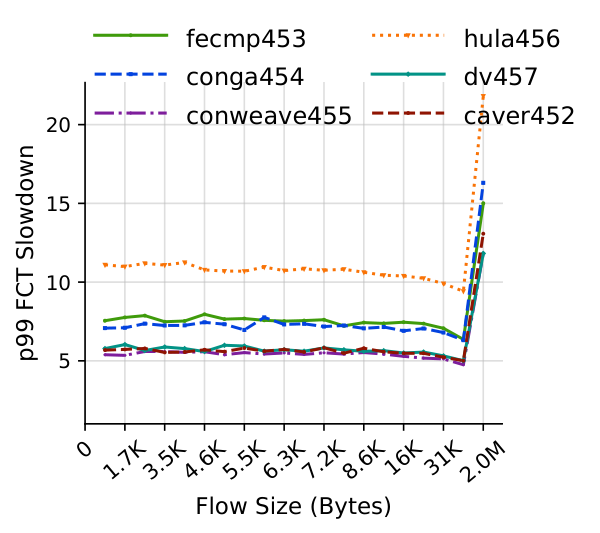 fecmp453 hula456
conga454 dv457
conweave455 caver452
20
15
10
5
p99 FCT Slowdown
0 1.7K 3.5K 4.6K 5.5K 6.3K 7.2K 8.6K 16K 31K 2.0M
Flow Size (Bytes)